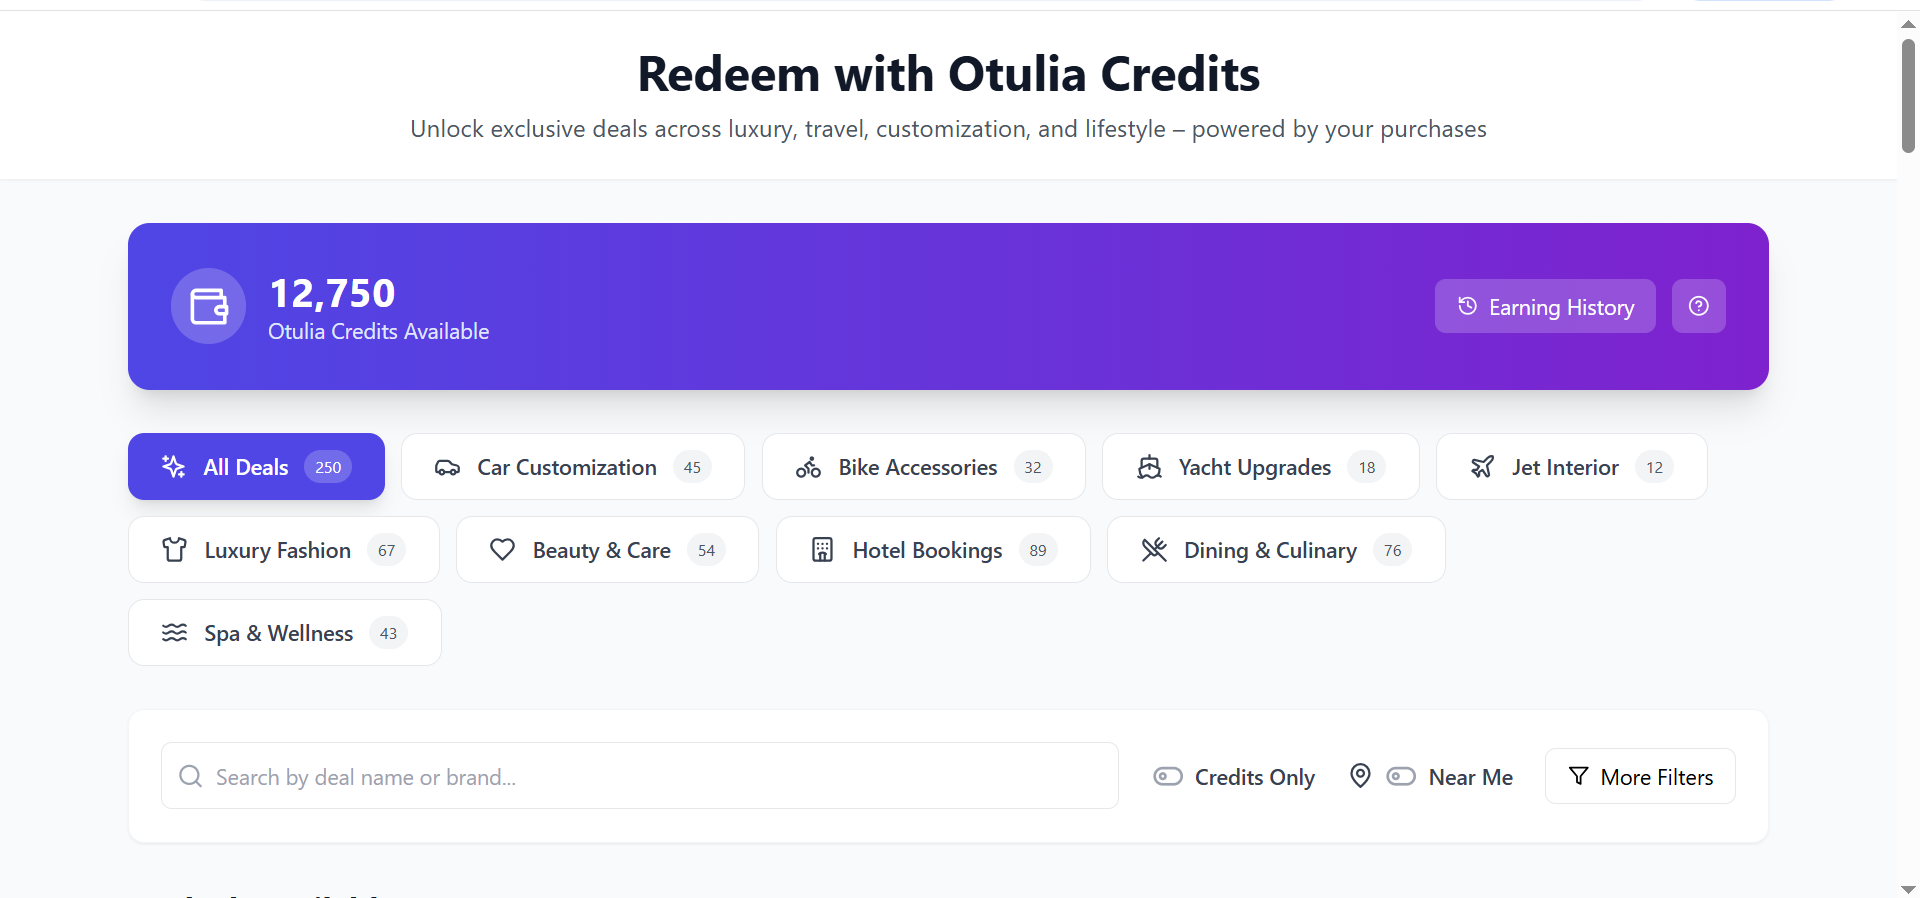 Redeem with Otulia Credits
Unlock exclusive deals across luxury, travel, customization, and lifestyle – powered by your purchases
12,750
Otulia Credits Available
Earning History
All Deals 250
Car Customization 45
Bike Accessories 32
Yacht Upgrades 18
Jet Interior 12
Luxury Fashion 67
Beauty & Care 54
Hotel Bookings 89
Dining & Culinary 76
Spa & Wellness 43
Search by deal name or brand...
Credits Only
Near Me
More Filters